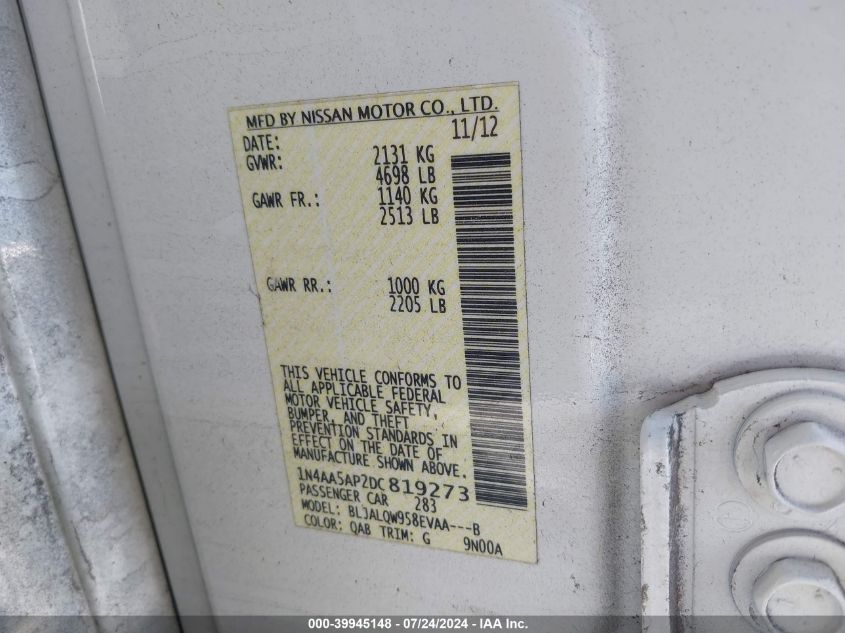 MFD BY NISSAN MOTOR CO., LTD.
DATE: 11/12
GVWR: 2131 KG
4698 LB
GAWR FR.: 1140 KG
2513 LB
GAWR RR.: 1000 KG
2205 LB
THIS VEHICLE CONFORMS TO
ALL APPLICABLE FEDERAL
MOTOR VEHICLE SAFETY,
BUMPER, AND THEFT
PREVENTION STANDARDS IN
EFFECT ON THE DATE OF
MANUFACTURE SHOWN ABOVE.
1N4AA5AP2DC819273
PASSENGER CAR 283
MODEL: BLJALQW958EVAA---B
COLOR: QAB TRIM: G 9N00A
000-39945148 - 07/24/2024 - IAA Inc.